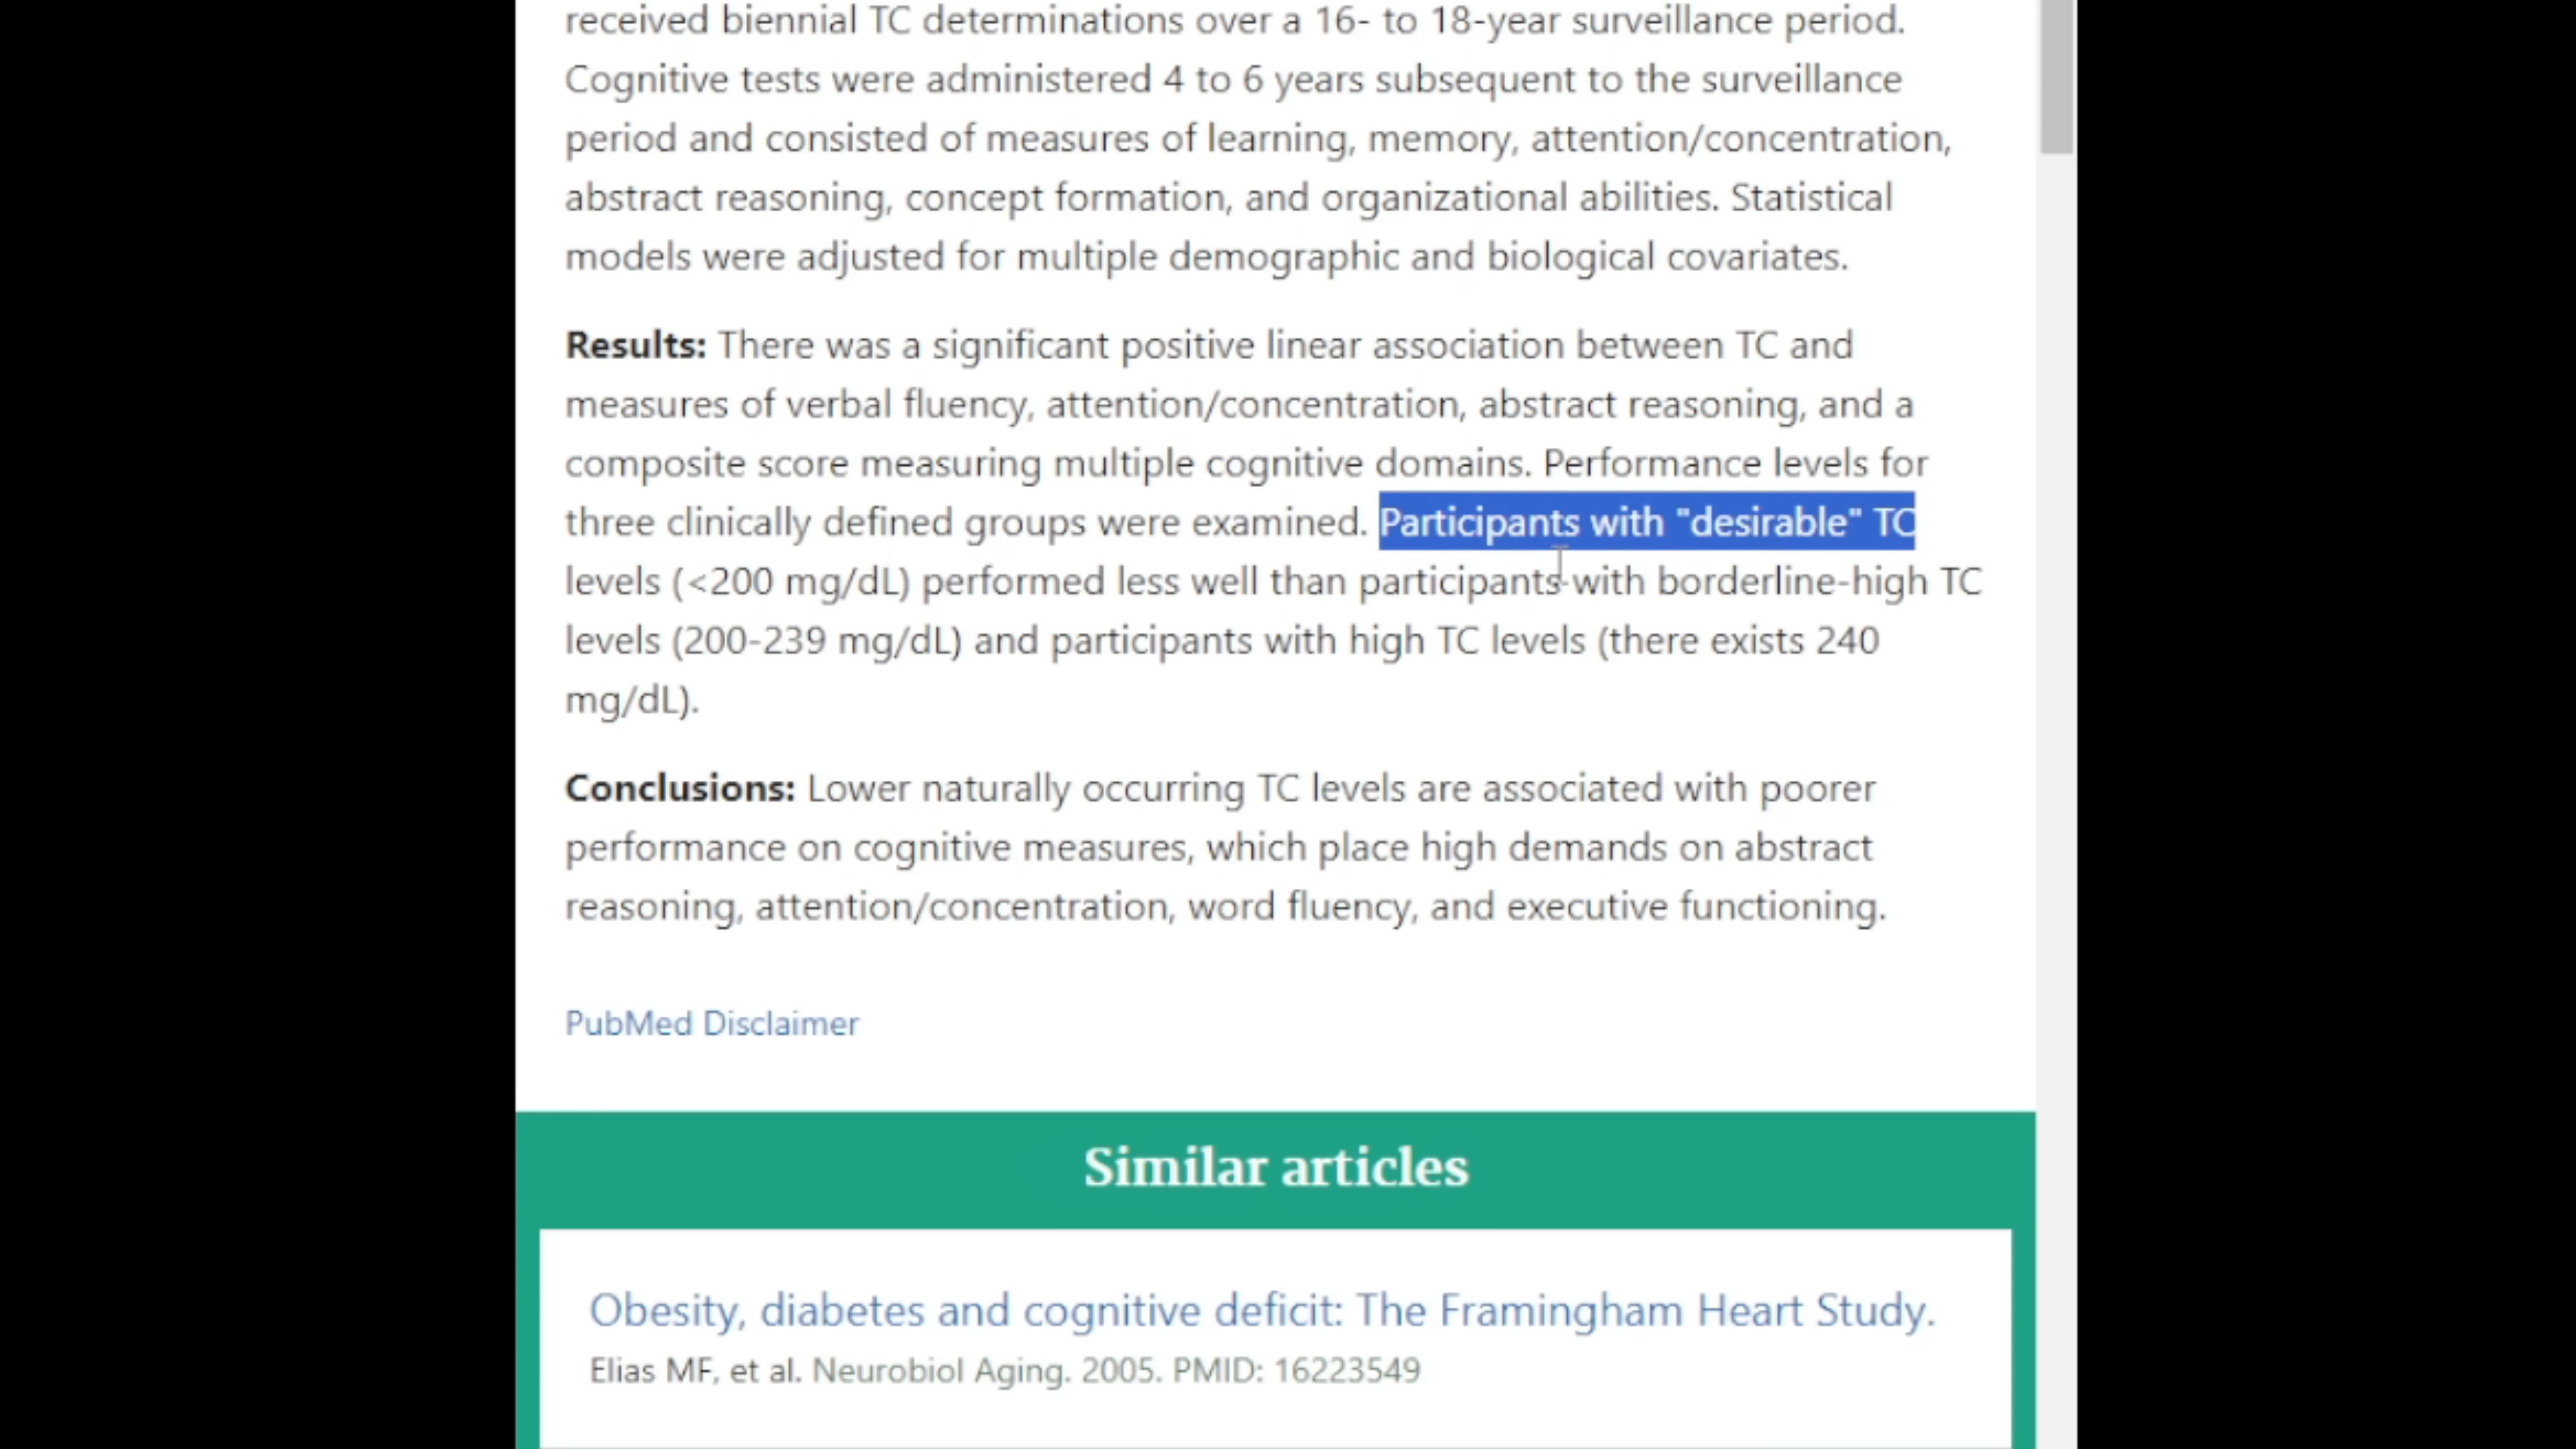 received biennial TC determinations over a 16- to 18-year surveillance period.
Cognitive tests were administered 4 to 6 years subsequent to the surveillance
period and consisted of measures of learning, memory, attention/concentration,
abstract reasoning, concept formation, and organizational abilities. Statistical
models were adjusted for multiple demographic and biological covariates.
Results: There was a significant positive linear association between TC and
measures of verbal fluency, attention/concentration, abstract reasoning, and a
composite score measuring multiple cognitive domains. Performance levels for
three clinically defined groups were examined. Participants with "desirable" TC
levels (<200 mg/dL) performed less well than participants with borderline-high TC
levels (200-239 mg/dL) and participants with high TC levels (there exists 240
mg/dL).
Conclusions: Lower naturally occurring TC levels are associated with poorer
performance on cognitive measures, which place high demands on abstract
reasoning, attention/concentration, word fluency, and executive functioning.
PubMed Disclaimer
Similar articles
Obesity, diabetes and cognitive deficit: The Framingham Heart Study.
Elias MF, et al. Neurobiol Aging. 2005. PMID: 16223549